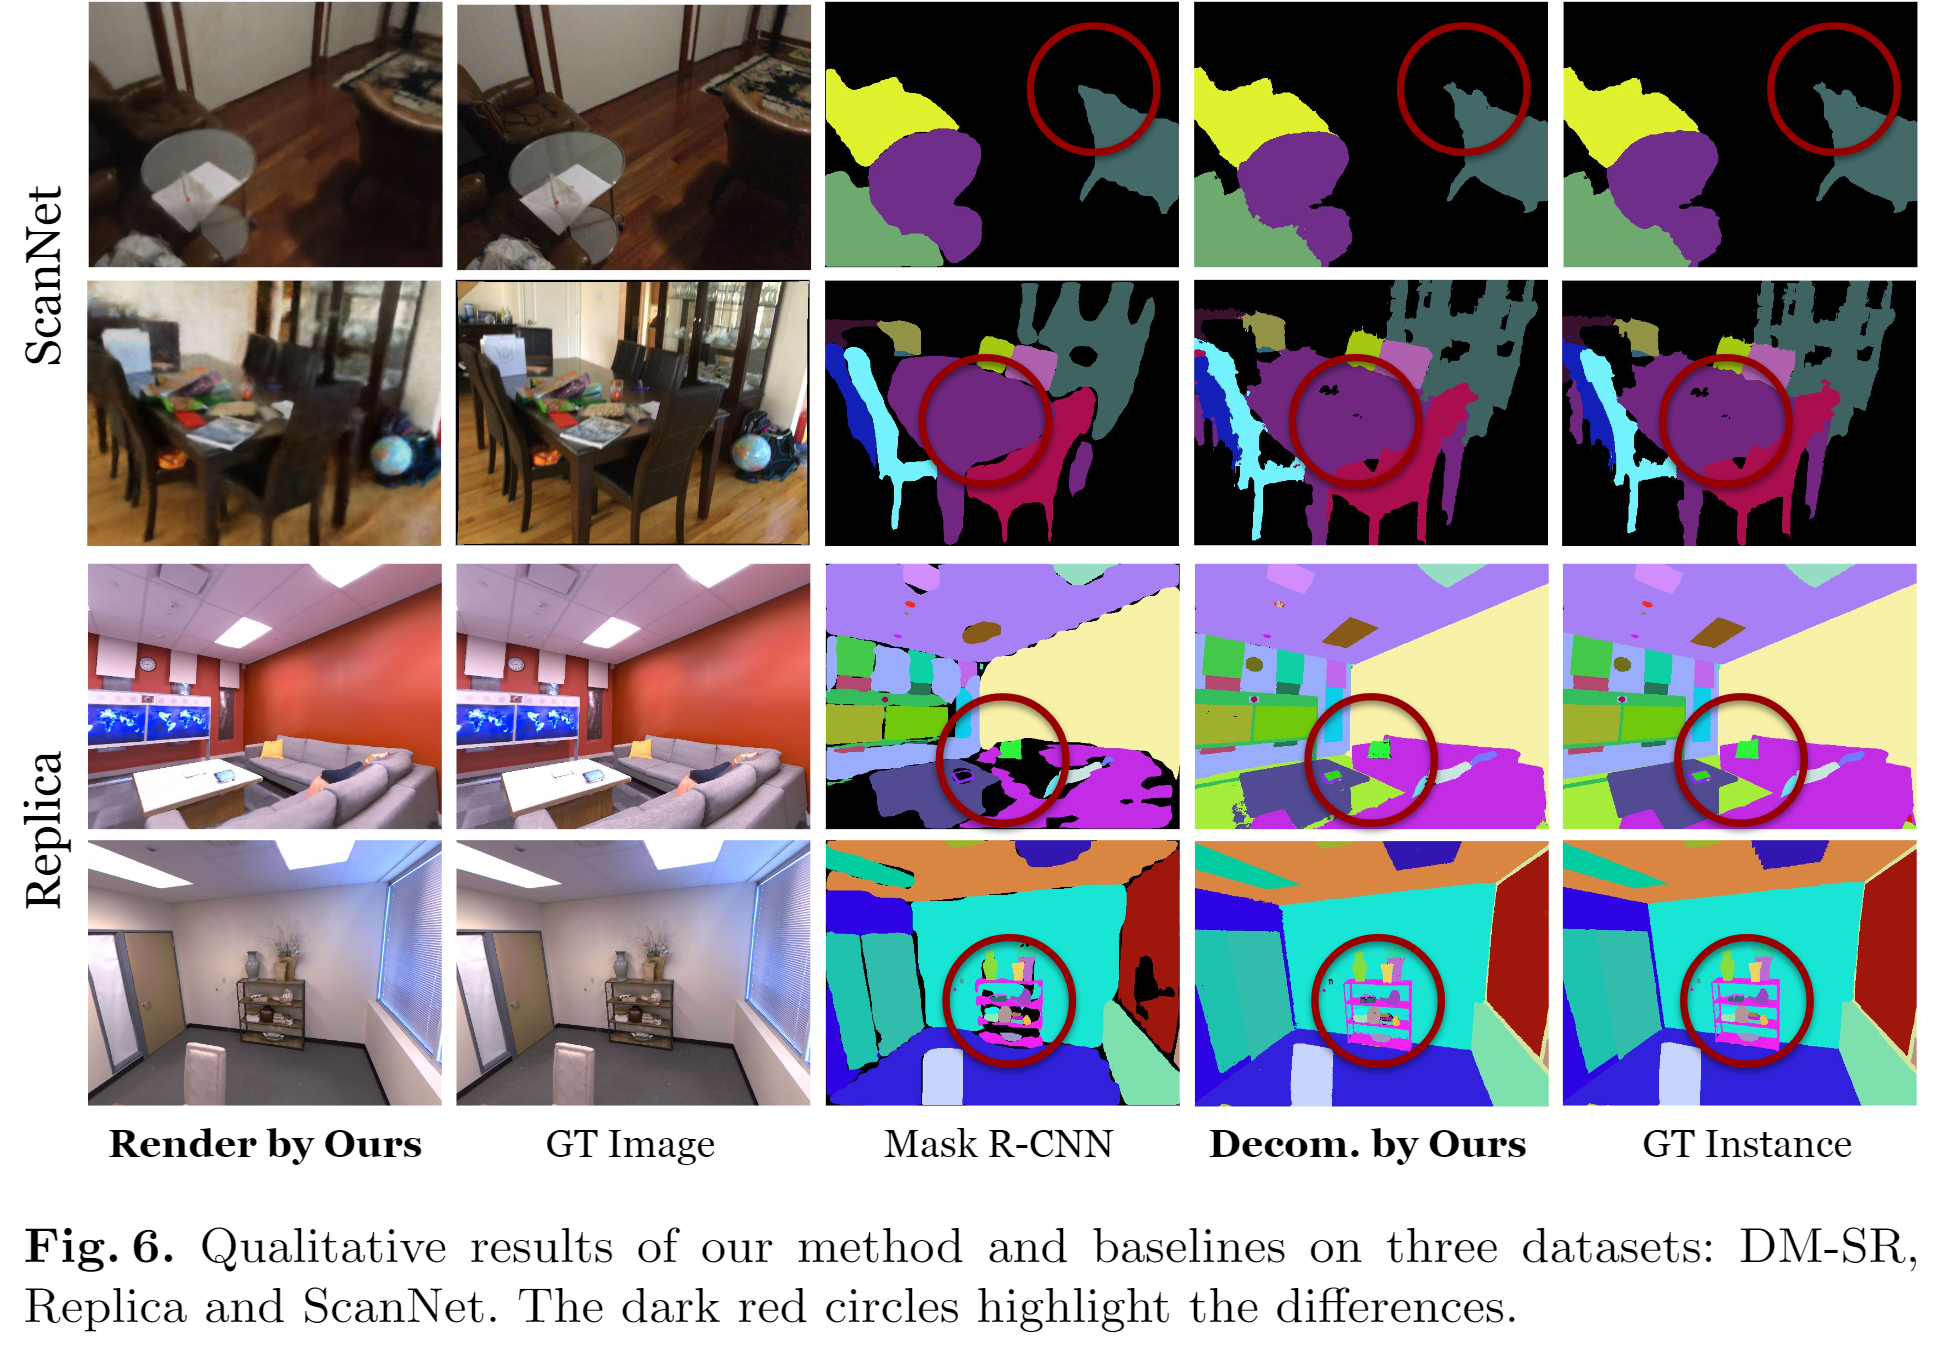 ScanNet
Replica
Render by Ours
GT Image
Mask R-CNN
Decom. by Ours
GT Instance
Fig. 6. Qualitative results of our method and baselines on three datasets: DM-SR,
Replica and ScanNet. The dark red circles highlight the differences.